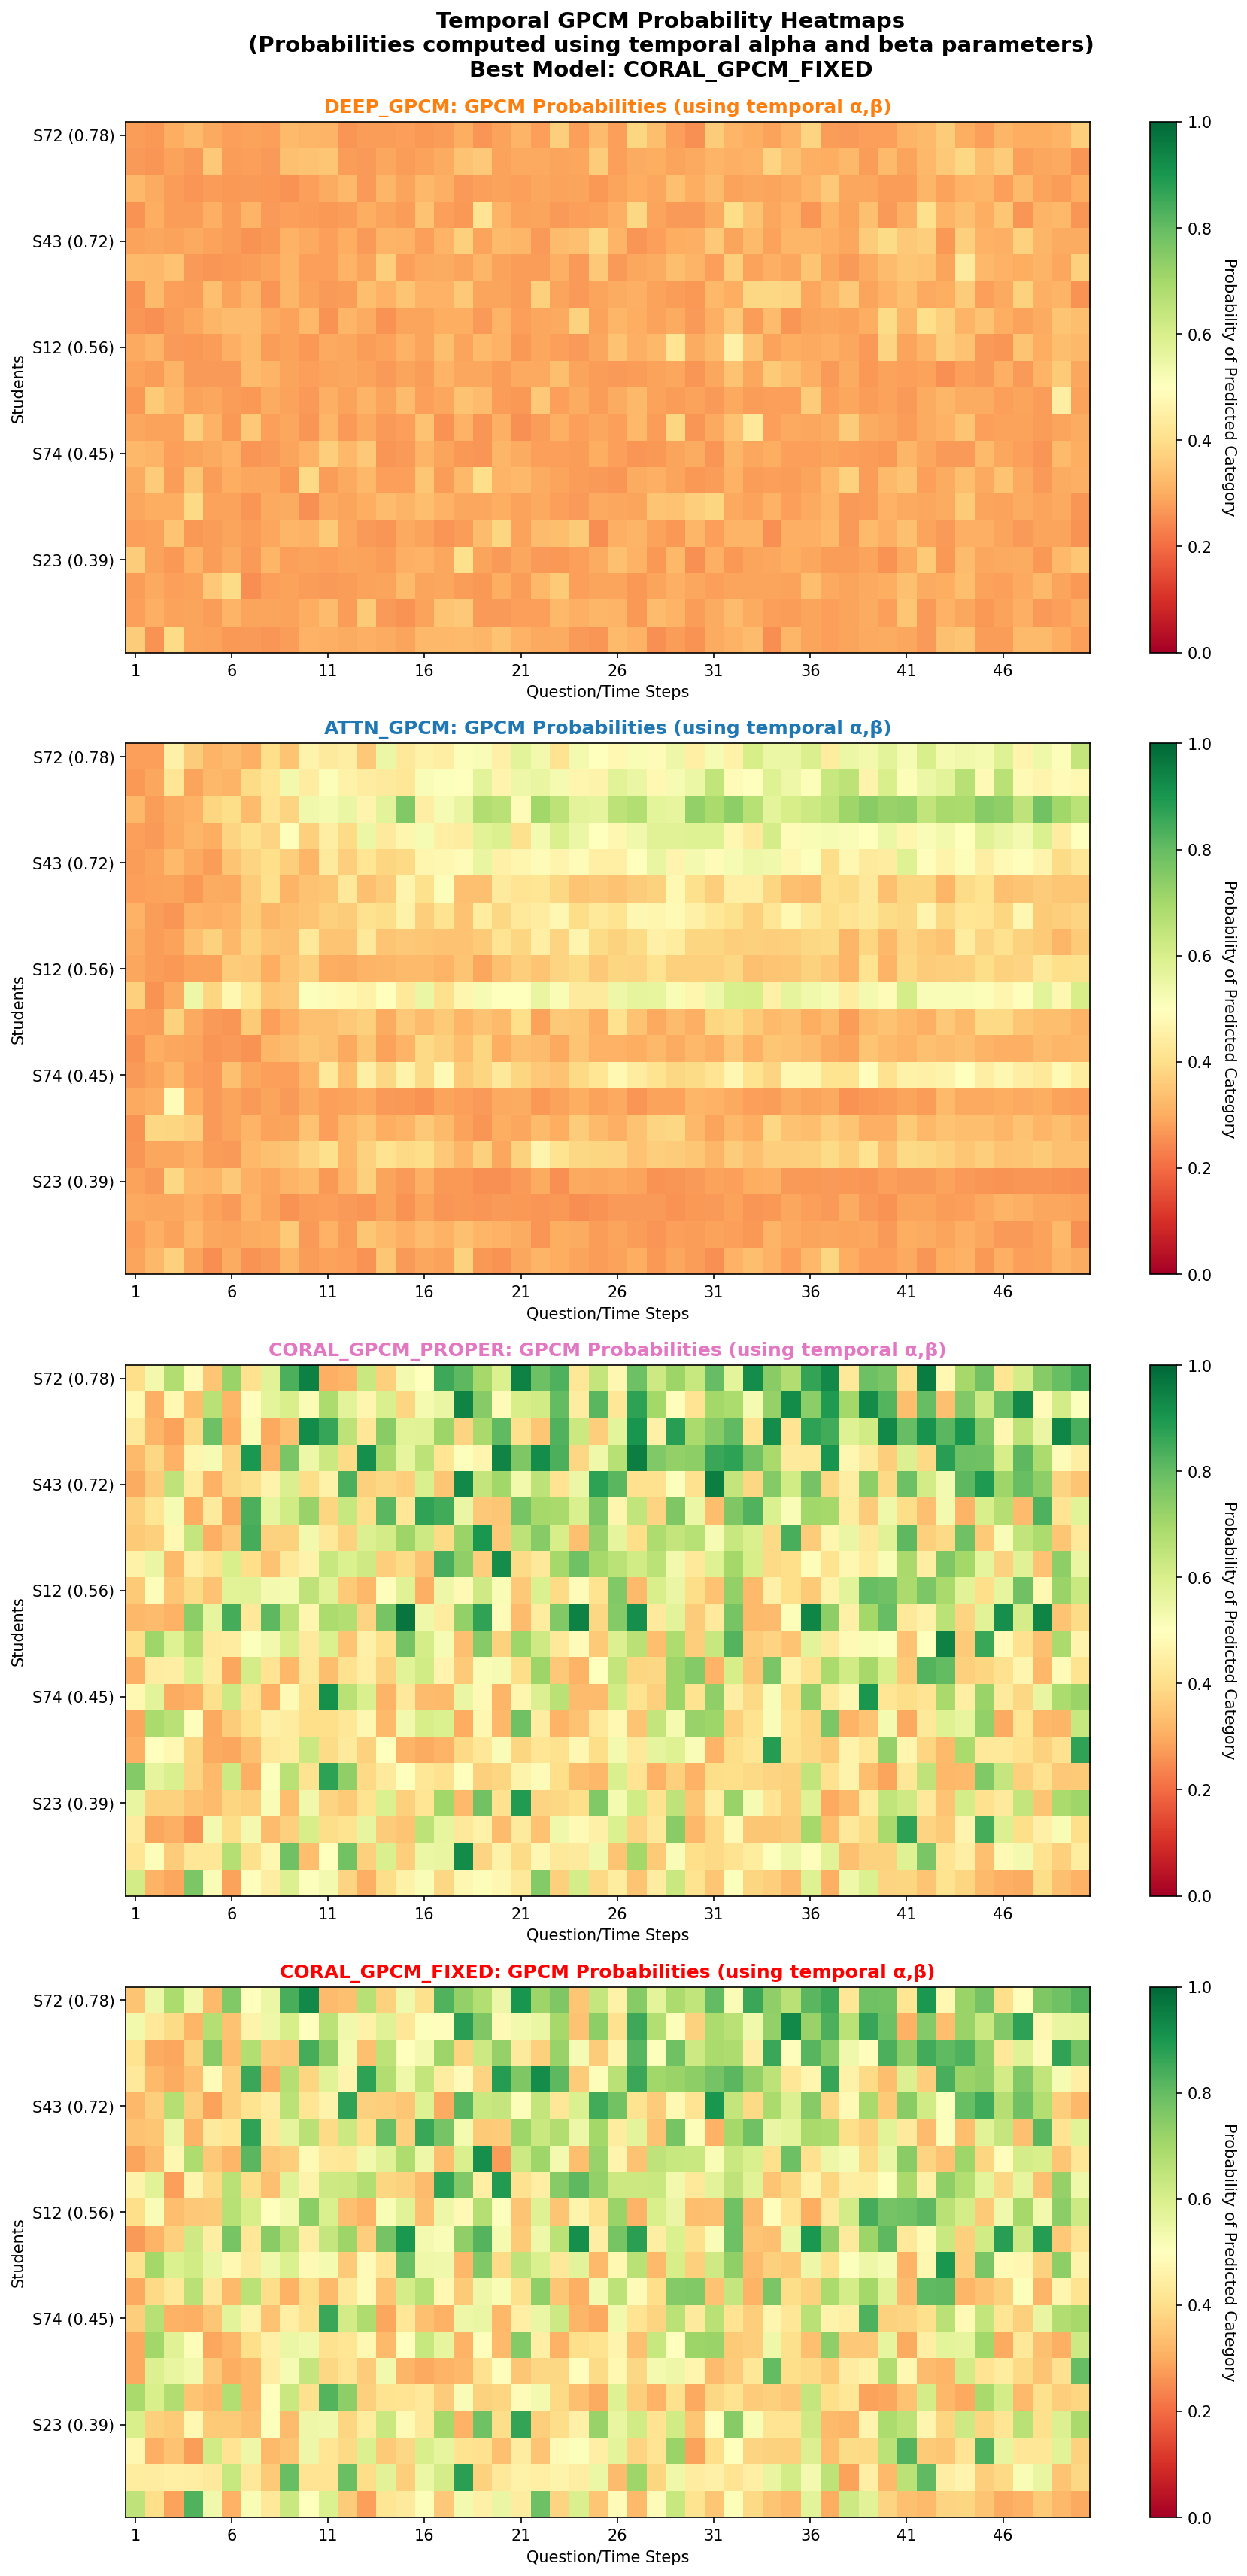 Temporal GPCM Probability Heatmaps
(Probabilities computed using temporal alpha and beta parameters)
Best Model: CORAL_GPCM_FIXED
DEEP_GPCM: GPCM Probabilities (using temporal α,β)
S72 (0.78)
S43 (0.72)
S12 (0.56)
S74 (0.45)
S23 (0.39)
Students
1 6 11 16 21 26 31 36 41 46
Question/Time Steps
1.0
0.8
0.6
0.4
0.2
0.0
Probability of Predicted Category
ATTN_GPCM: GPCM Probabilities (using temporal α,β)
S72 (0.78)
S43 (0.72)
S12 (0.56)
S74 (0.45)
S23 (0.39)
Students
1 6 11 16 21 26 31 36 41 46
Question/Time Steps
1.0
0.8
0.6
0.4
0.2
0.0
Probability of Predicted Category
CORAL_GPCM_PROPER: GPCM Probabilities (using temporal α,β)
S72 (0.78)
S43 (0.72)
S12 (0.56)
S74 (0.45)
S23 (0.39)
Students
1 6 11 16 21 26 31 36 41 46
Question/Time Steps
1.0
0.8
0.6
0.4
0.2
0.0
Probability of Predicted Category
CORAL_GPCM_FIXED: GPCM Probabilities (using temporal α,β)
S72 (0.78)
S43 (0.72)
S12 (0.56)
S74 (0.45)
S23 (0.39)
Students
1 6 11 16 21 26 31 36 41 46
Question/Time Steps
1.0
0.8
0.6
0.4
0.2
0.0
Probability of Predicted Category